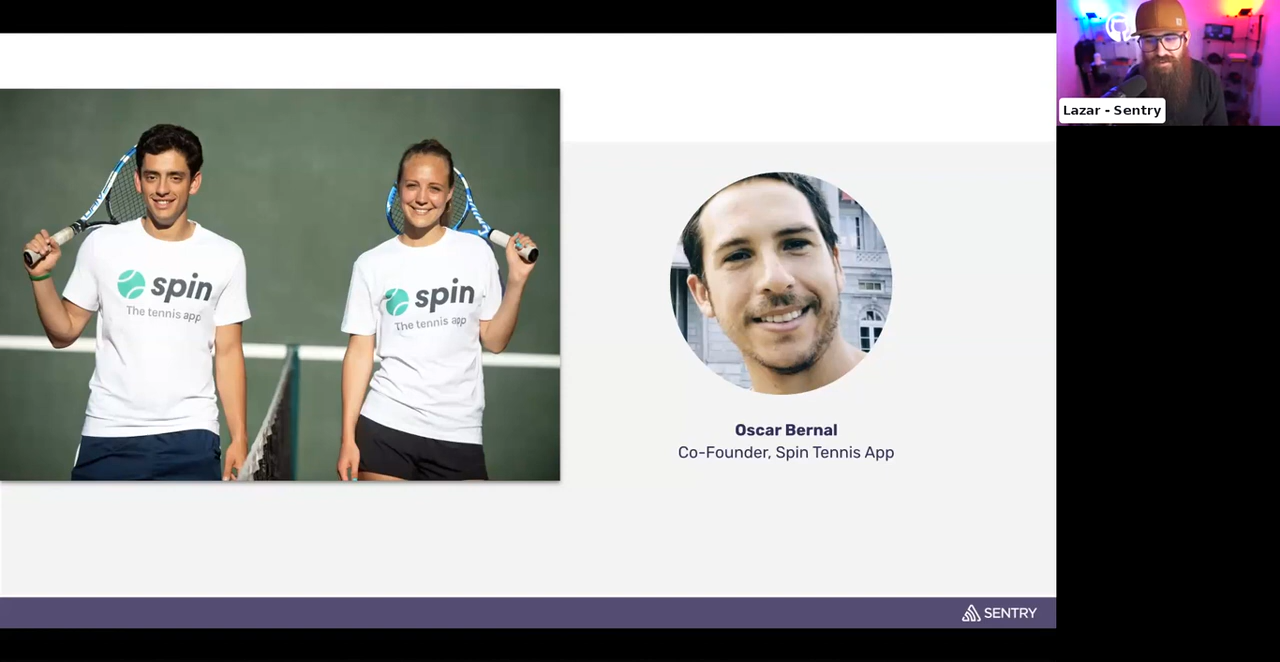 spin
The tennis app
spin
The tennis app
Oscar Bernal
Co-Founder, Spin Tennis App
SENTRY
Lazar - Sentry